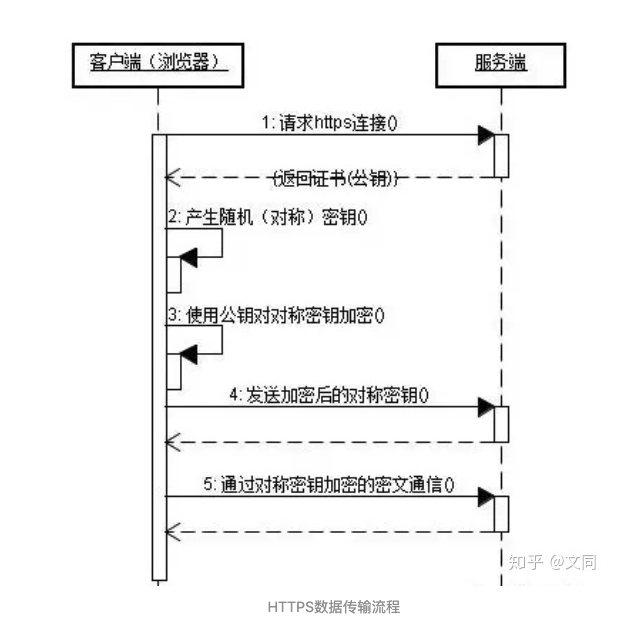 客户端（浏览器）
服务端
1: 请求https连接()
(返回证书(公钥))
2: 产生随机（对称）密钥()
3: 使用公钥对对称密钥加密()
4: 发送加密后的对称密钥()
5: 通过对称密钥加密的密文通信()
知乎 @文同
HTTPS数据传输流程